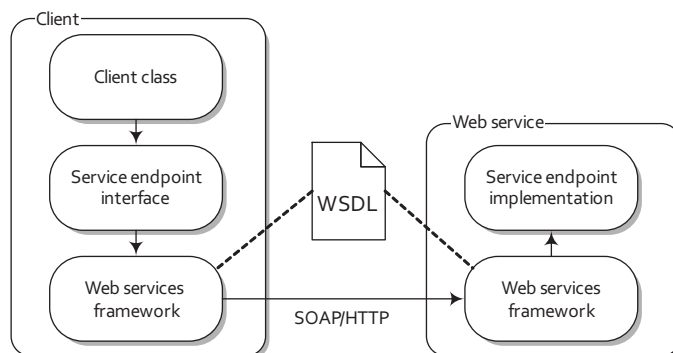 Client
Client class
Service endpoint
interface
Web services
framework
WSDL
SOAP/HTTP
Web service
Service endpoint
implementation
Web services
framework